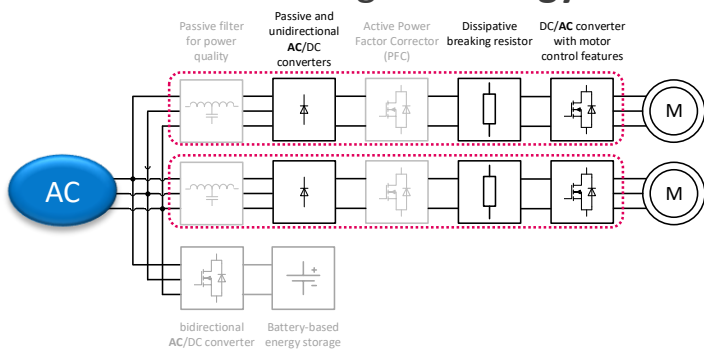 Passive filter
for power
quality
Passive and
unidirectional
AC/DC
converters
Active Power
Factor Corrector
(PFC)
Dissipative
breaking resistor
DC/AC converter
with motor
control features
M
AC
M
bidirectional
AC/DC converter
Battery-based
energy storage